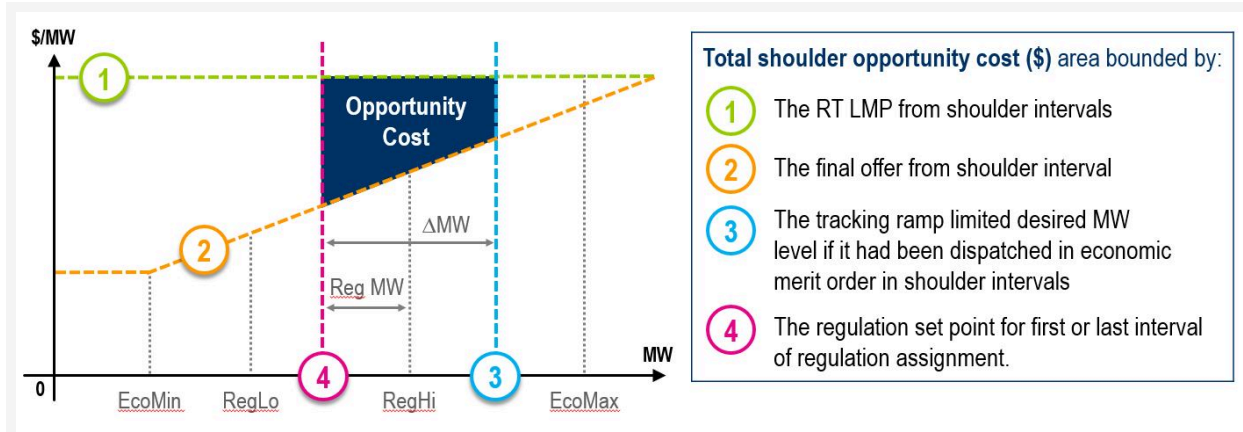 $/MW
1
Opportunity
Cost
2
ΔMW
Reg MW
MW
0
4
3
EcoMin
RegLo
RegHi
EcoMax
Total shoulder opportunity cost ($) area bounded by:
1 The RT LMP from shoulder intervals
2 The final offer from shoulder interval
3 The tracking ramp limited desired MW
level if it had been dispatched in economic
merit order in shoulder intervals
4 The regulation set point for first or last interval
of regulation assignment.